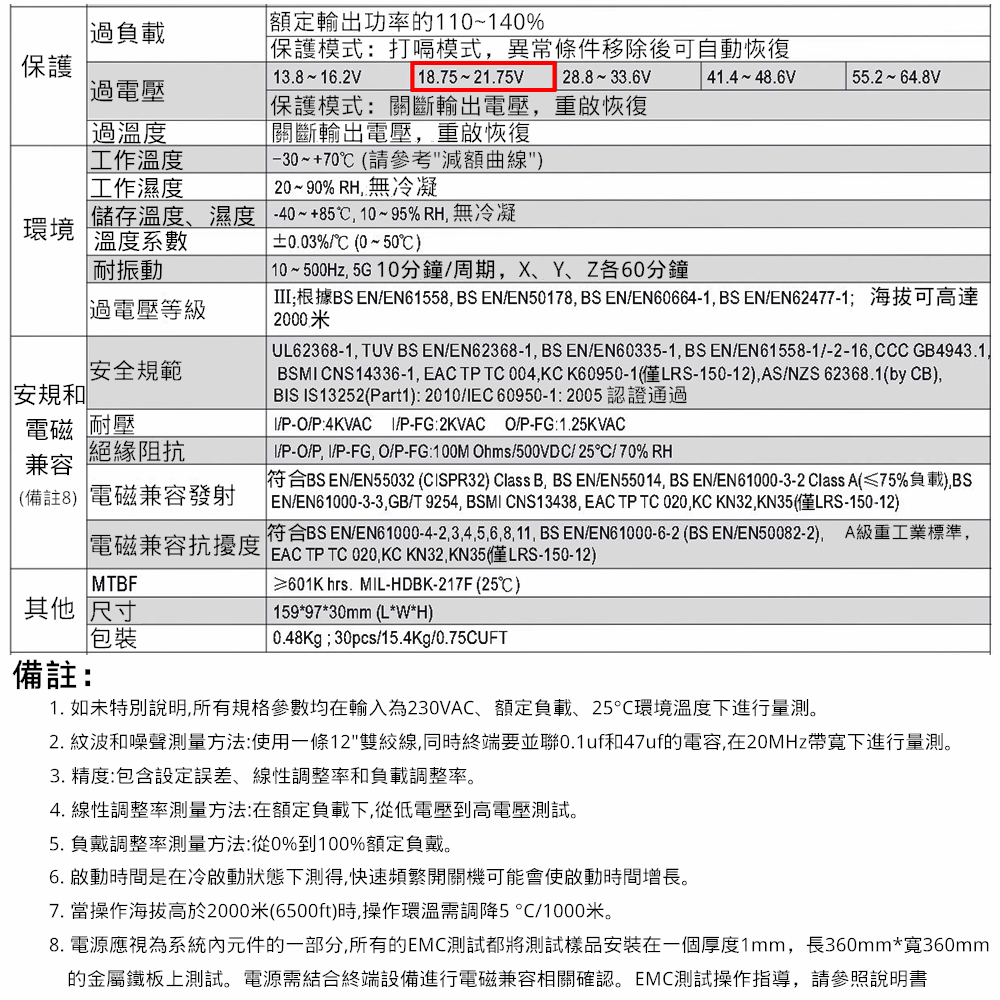 保護
過負載
額定輸出功率的110~140%
保護模式：打嗝模式，異常條件移除後可自動恢復
過電壓
13.8 ~ 16.2V 18.75 ~ 21.75V 28.8 ~ 33.6V 41.4 ~ 48.6V 55.2 ~ 64.8V
保護模式：關斷輸出電壓，重啟恢復
過溫度 關斷輸出電壓，重啟恢復
環境
工作溫度 -30 ~ +70℃ (請參考"減額曲線")
工作濕度 20 ~ 90% RH, 無冷凝
儲存溫度、濕度 -40 ~ +85℃, 10 ~ 95% RH, 無冷凝
溫度系數 ±0.03%/℃ (0 ~ 50℃)
耐振動 10 ~ 500Hz, 5G 10分鐘/周期，X、Y、Z各60分鐘
過電壓等級
III;根據BS EN/EN61558, BS EN/EN50178, BS EN/EN60664-1, BS EN/EN62477-1; 海拔可高達
2000米
安規和
電磁
兼容
(備註8)
安全規範
UL62368-1, TUV BS EN/EN62368-1, BS EN/EN60335-1, BS EN/EN61558-1/-2-16,CCC GB4943.1,
BSMI CNS14336-1, EAC TP TC 004,KC K60950-1(僅LRS-150-12),AS/NZS 62368.1(by CB),
BIS IS13252(Part1): 2010/IEC 60950-1: 2005 認證通過
耐壓 I/P-O/P:4KVAC I/P-FG:2KVAC O/P-FG:1.25KVAC
絕緣阻抗 I/P-O/P, I/P-FG, O/P-FG:100M Ohms/500VDC/ 25℃/ 70% RH
電磁兼容發射
符合BS EN/EN55032 (CISPR32) Class B, BS EN/EN55014, BS EN/EN61000-3-2 Class A(≤75%負載),BS
EN/EN61000-3-3,GB/T 9254, BSMI CNS13438, EAC TP TC 020,KC KN32,KN35(僅LRS-150-12)
電磁兼容抗擾度
符合BS EN/EN61000-4-2,3,4,5,6,8,11, BS EN/EN61000-6-2 (BS EN/EN50082-2), A級重工業標準，
EAC TP TC 020,KC KN32,KN35(僅LRS-150-12)
其他
MTBF ≥601K hrs. MIL-HDBK-217F (25℃)
尺寸 159*97*30mm (L*W*H)
包裝 0.48Kg ; 30pcs/15.4Kg/0.75CUFT
備註：
1. 如未特別說明,所有規格參數均在輸入為230VAC、額定負載、25°C環境溫度下進行量測。
2. 紋波和噪聲測量方法:使用一條12"雙絞線,同時終端要並聯0.1uf和47uf的電容,在20MHz帶寬下進行量測。
3. 精度:包含設定誤差、線性調整率和負載調整率。
4. 線性調整率測量方法:在額定負載下,從低電壓到高電壓測試。
5. 負戴調整率測量方法:從0%到100%額定負戴。
6. 啟動時間是在冷啟動狀態下測得,快速頻繁開關機可能會使啟動時間增長。
7. 當操作海拔高於2000米(6500ft)時,操作環溫需調降5 °C/1000米。
8. 電源應視為系統內元件的一部分,所有的EMC測試都將測試樣品安裝在一個厚度1mm，長360mm*寬360mm
的金屬鐵板上測試。電源需結合終端設備進行電磁兼容相關確認。EMC測試操作指導，請參照說明書